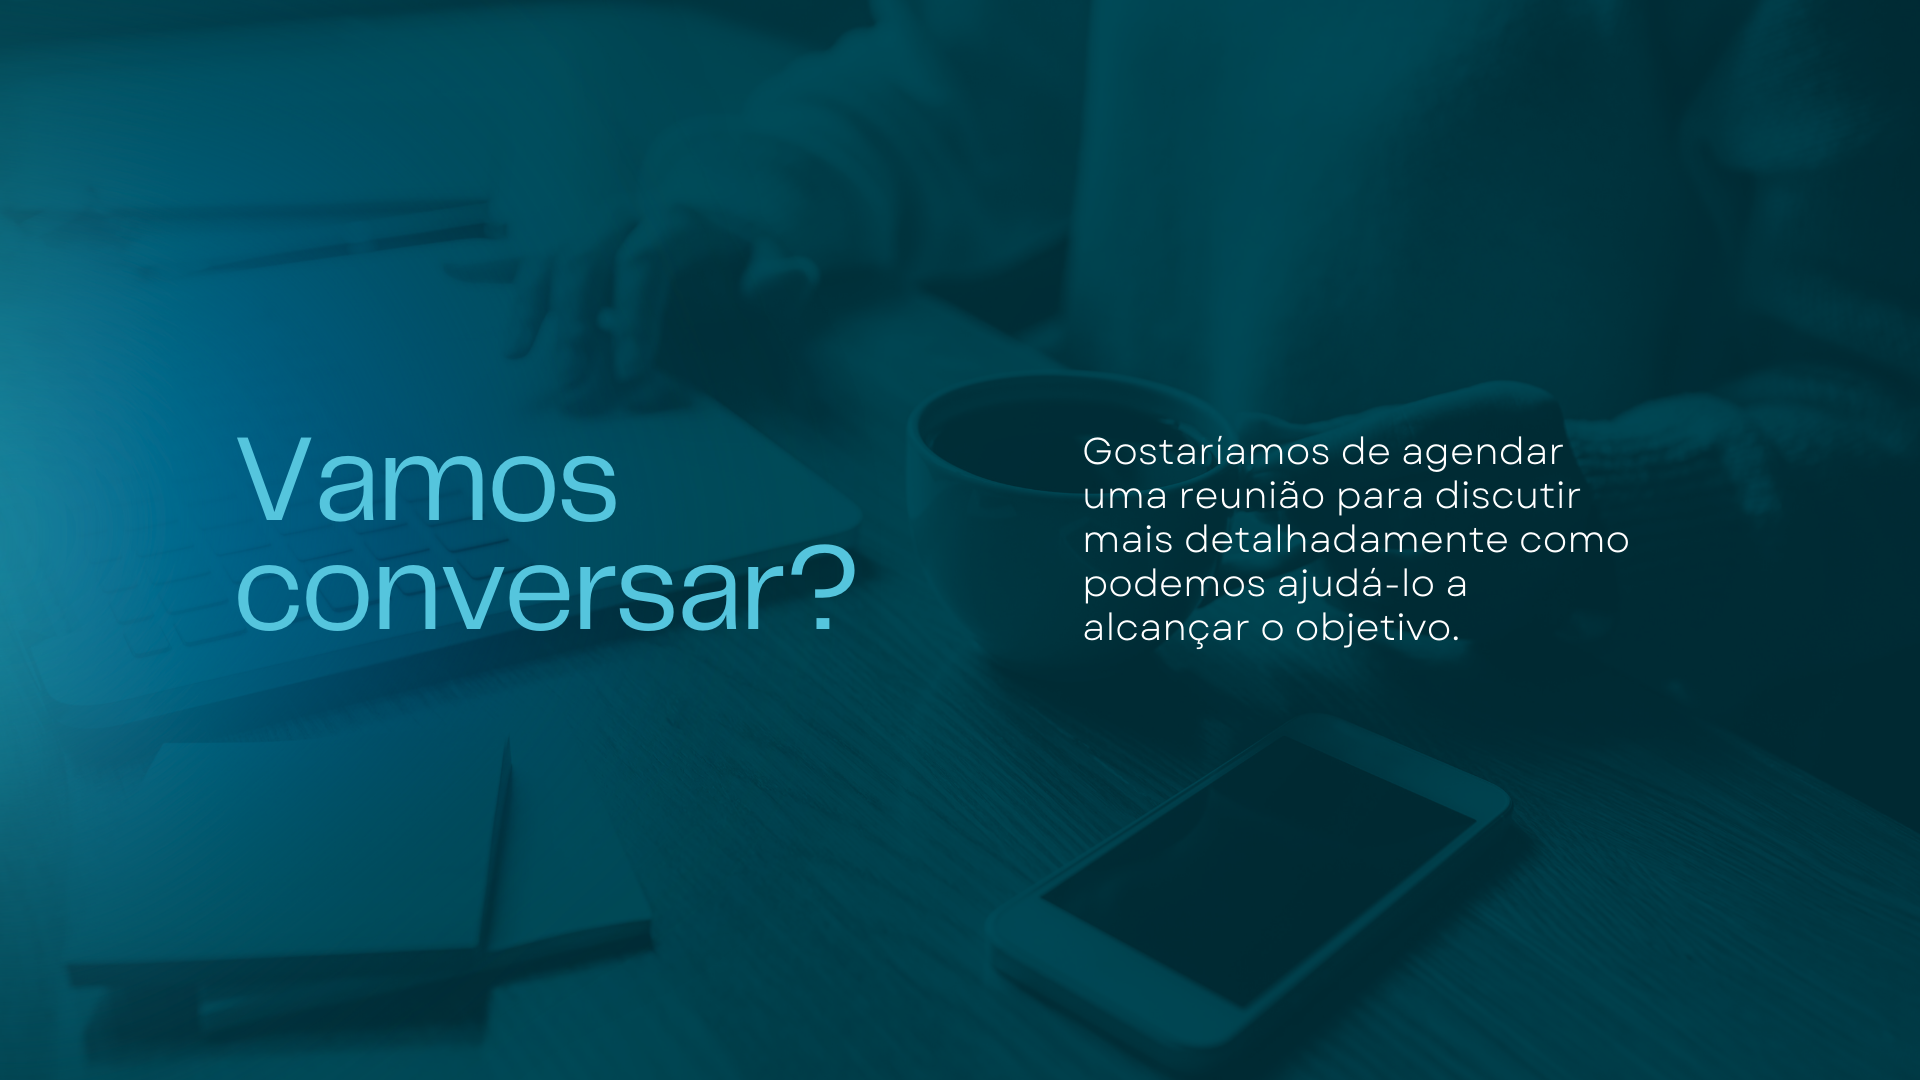 Vamos
conversar?
Gostaríamos de agendar
uma reunião para discutir
mais detalhadamente como
podemos ajudá-lo a
alcançar o objetivo.